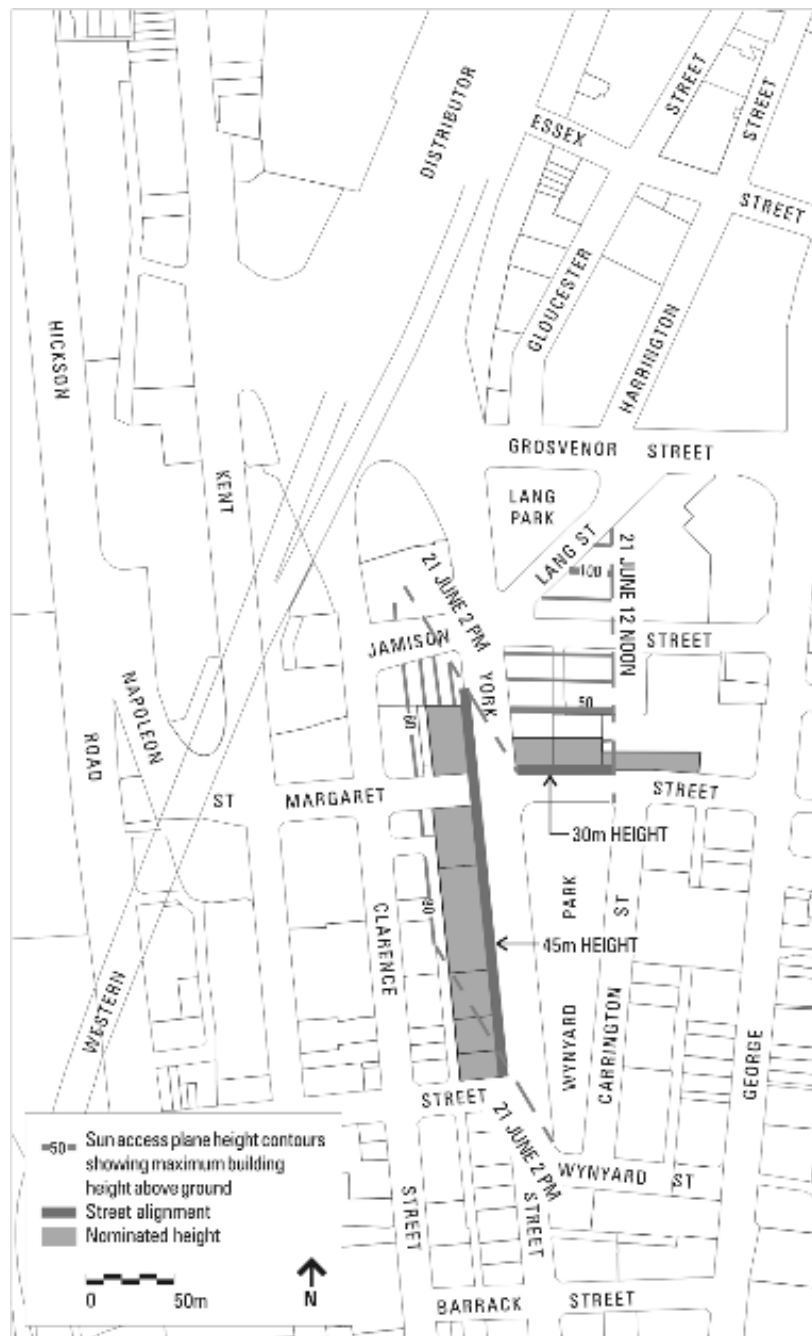 DISTRIBUTOR
STREET
STREET
ESSEX
STREET
GLOUCESTER
HARRINGTON
HICKSON
GROSVENOR STREET
KENT
LANG
PARK
LANG ST
100
21 JUNE 12 NOON
21 JUNE 2 PM
JAMISON
STREET
YORK
50
NAPOLEON
ROAD
ST MARGARET
STREET
30m HEIGHT
PARK
ST
CLARENCE
45m HEIGHT
WYNYARD
CARRINGTON
GEORGE
WESTERN
STREET
21 JUNE 2 PM
WYNYARD ST
STREET
STREET
50 Sun access plane height contours
showing maximum building
height above ground
Street alignment
Nominated height
0 50m
N
BARRACK STREET